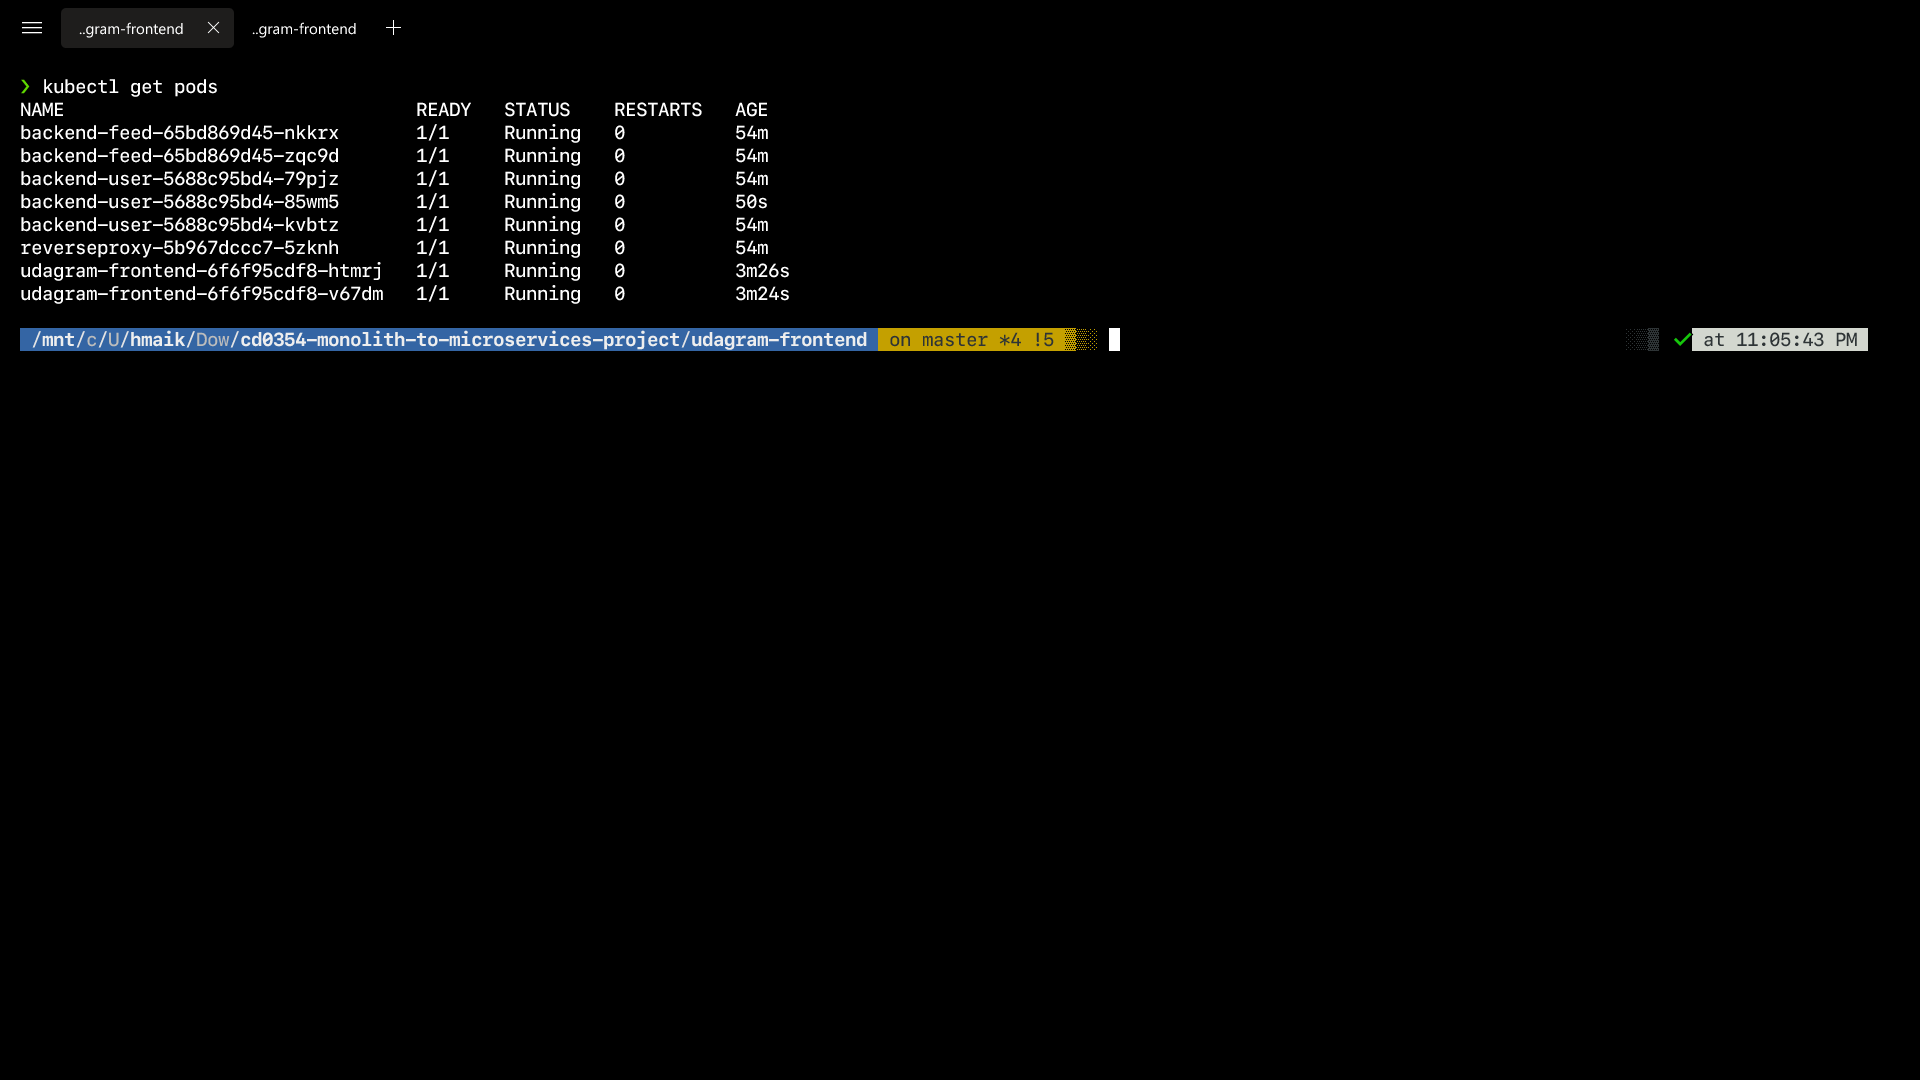 ..gram-frontend ..gram-frontend
❯ kubectl get pods
NAME READY STATUS RESTARTS AGE
backend-feed-65bd869d45-nkkrx 1/1 Running 0 54m
backend-feed-65bd869d45-zqc9d 1/1 Running 0 54m
backend-user-5688c95bd4-79pjz 1/1 Running 0 54m
backend-user-5688c95bd4-85wm5 1/1 Running 0 50s
backend-user-5688c95bd4-kvbtz 1/1 Running 0 54m
reverseproxy-5b967dccc7-5zknh 1/1 Running 0 54m
udagram-frontend-6f6f95cdf8-htmrj 1/1 Running 0 3m26s
udagram-frontend-6f6f95cdf8-v67dm 1/1 Running 0 3m24s
/mnt/c/U/hmaik/Dow/cd0354-monolith-to-microservices-project/udagram-frontend on master *4 !5 ✓ at 11:05:43 PM